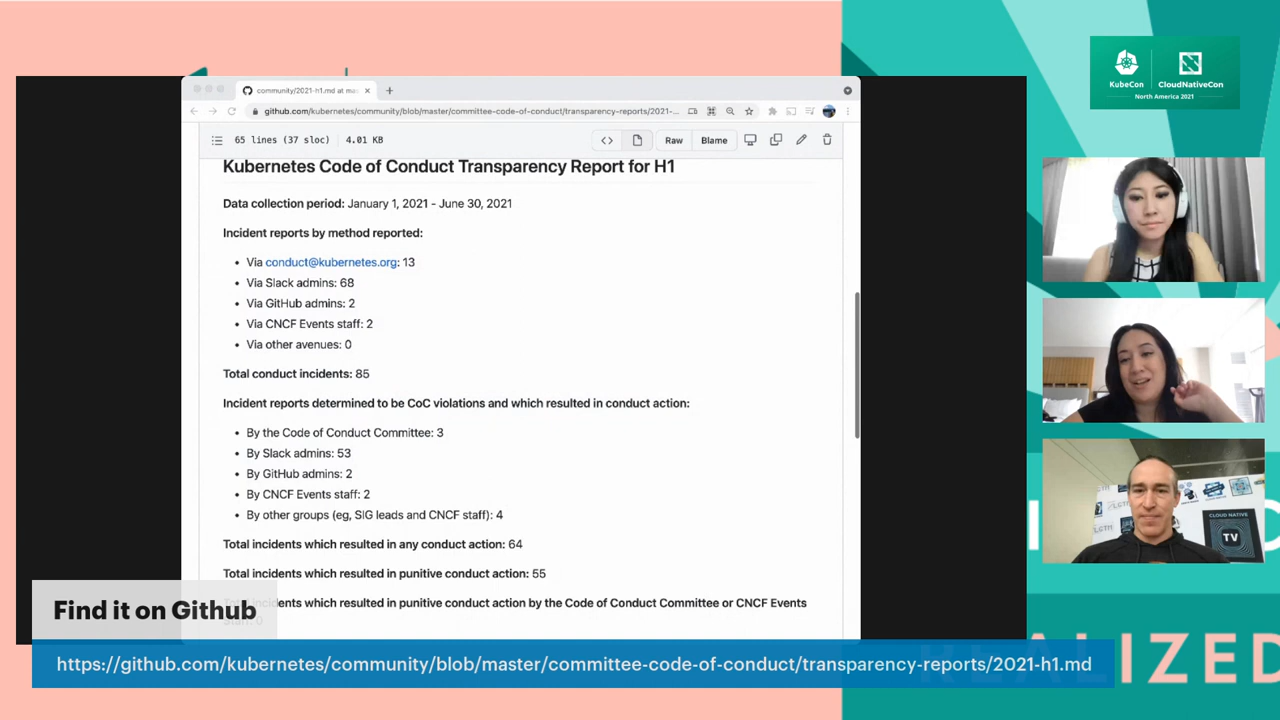 community/2021-h1.md at mas
github.com/kubernetes/community/blob/master/committee-code-of-conduct/transparency-reports/2021-...
65 lines (37 sloc) 4.01 KB
Raw Blame
Kubernetes Code of Conduct Transparency Report for H1
Data collection period: January 1, 2021 - June 30, 2021
Incident reports by method reported:
• Via conduct@kubernetes.org: 13
• Via Slack admins: 68
• Via GitHub admins: 2
• Via CNCF Events staff: 2
• Via other avenues: 0
Total conduct incidents: 85
Incident reports determined to be CoC violations and which resulted in conduct action:
• By the Code of Conduct Committee: 3
• By Slack admins: 53
• By GitHub admins: 2
• By CNCF Events staff: 2
• By other groups (eg, SIG leads and CNCF staff): 4
Total incidents which resulted in any conduct action: 64
Total incidents which resulted in punitive conduct action: 55
Total incidents which resulted in punitive conduct action by the Code of Conduct Committee or CNCF Events
staff: 0
Find it on Github
https://github.com/kubernetes/community/blob/master/committee-code-of-conduct/transparency-reports/2021-h1.md
KubeCon CloudNativeCon
North America 2021
CLOUD NATIVE
TV
REALIZED